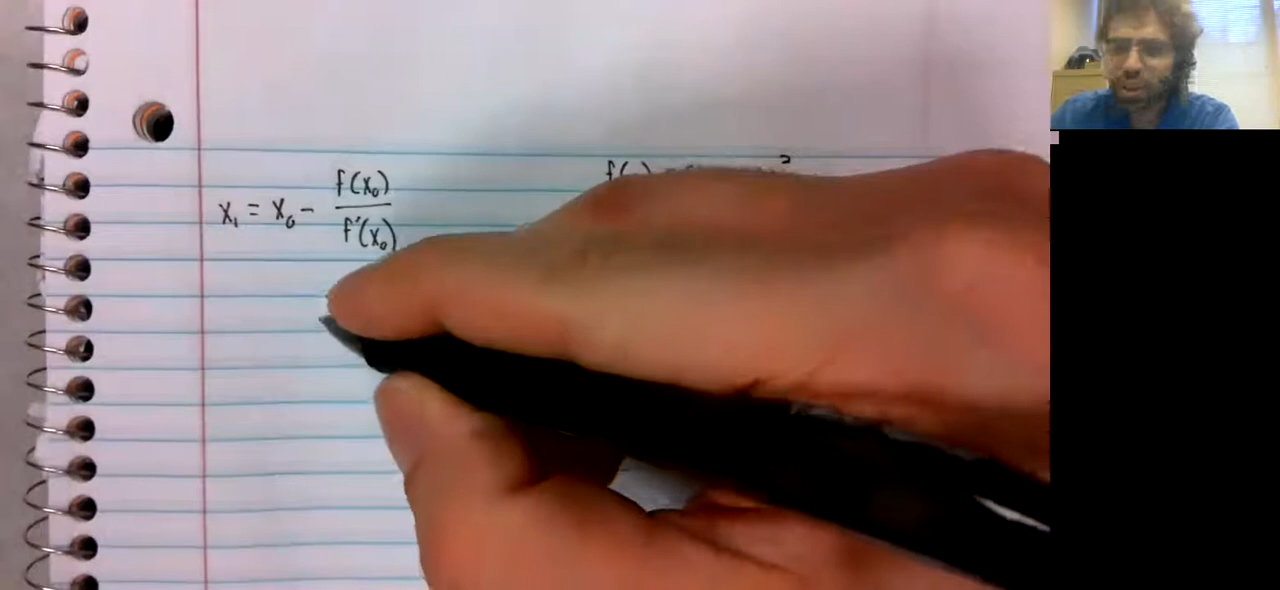 x₁ = x₀ - f(x₀) / f'(x₀)